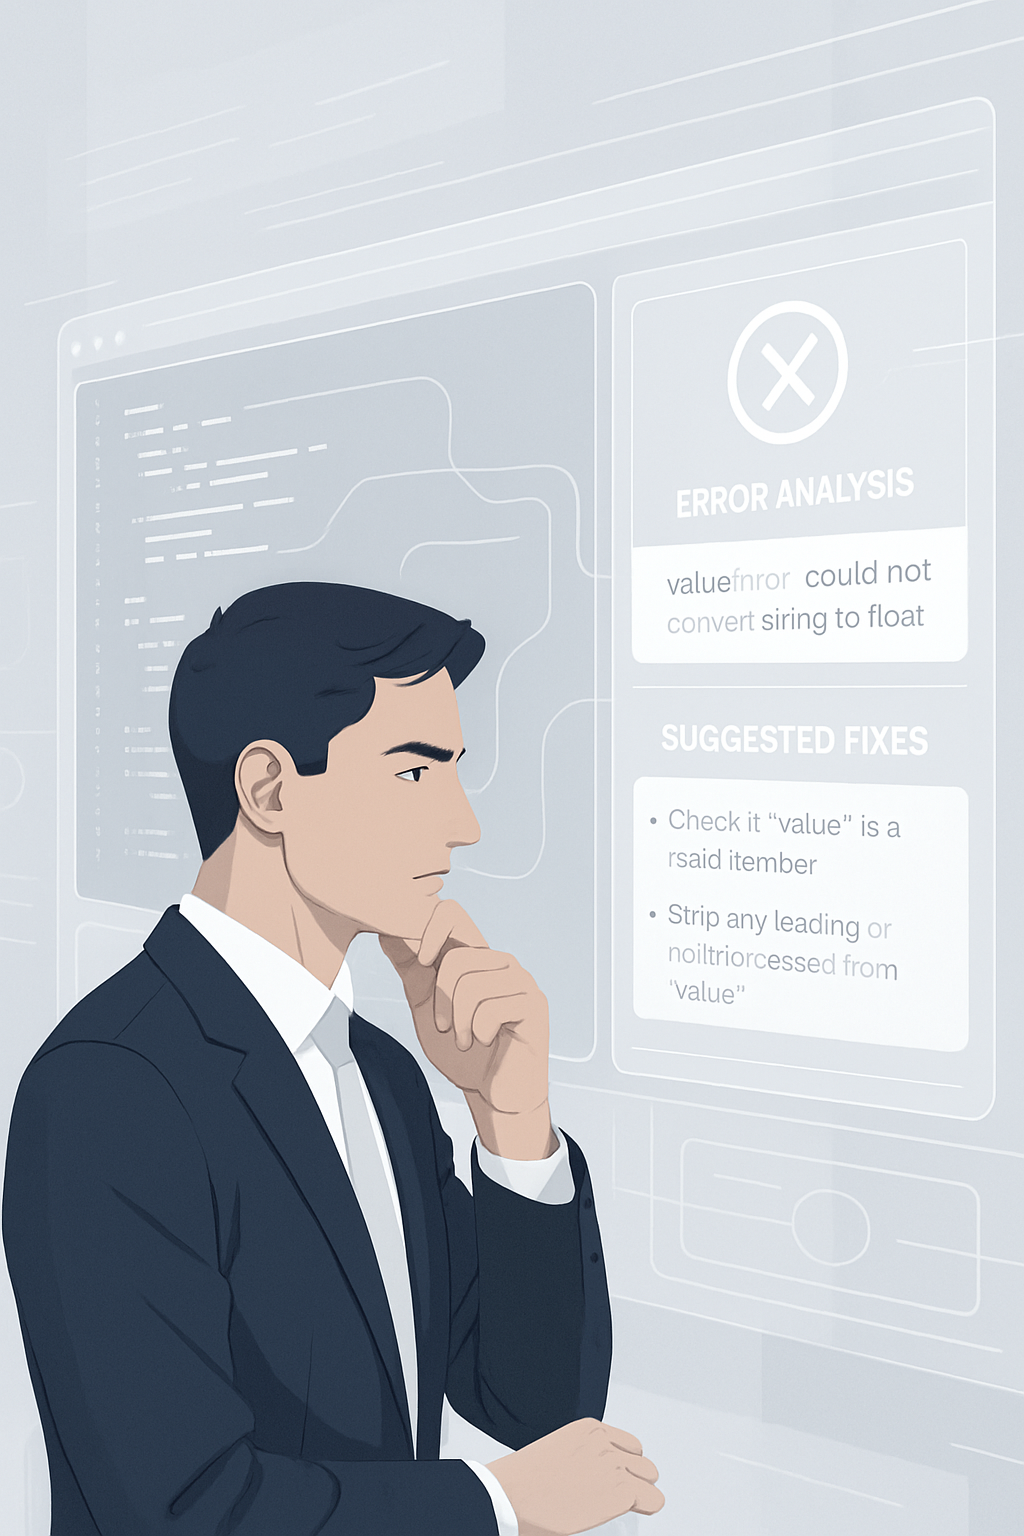 ERROR ANALYSIS
valuefnror could not
convert siring to float
SUGGESTED FIXES
• Check it “value” is a
rsaid itember
• Strip any leading or
noiltriorcessed from
'value”